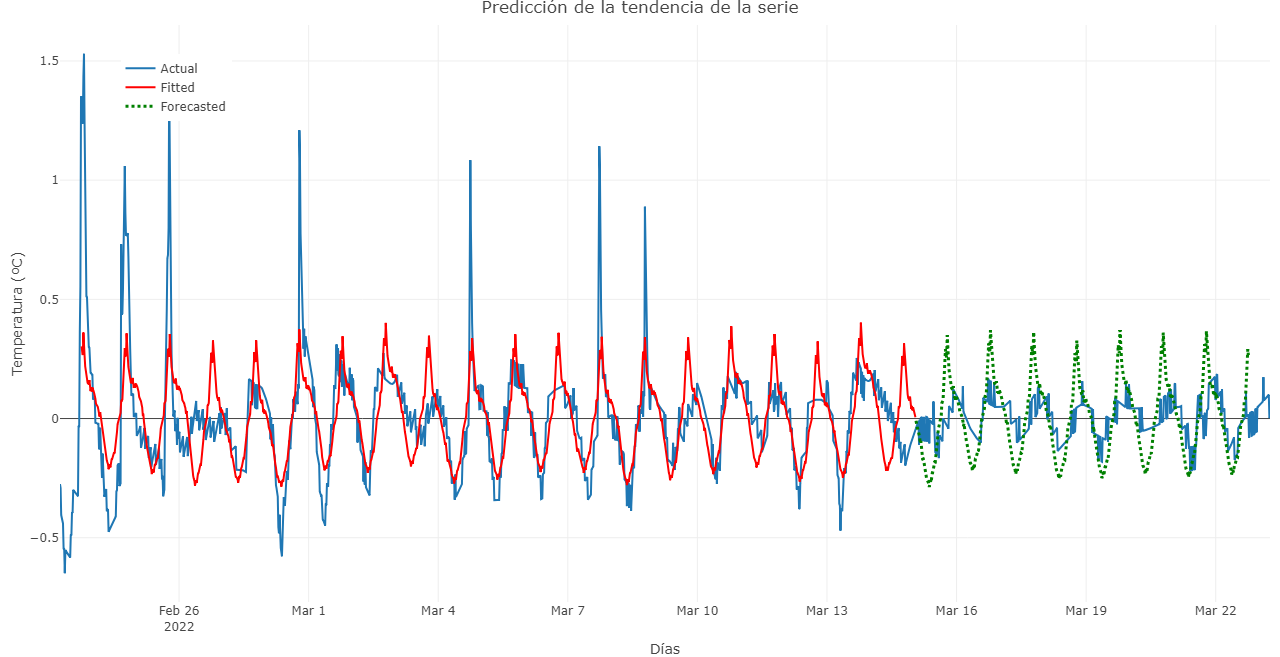 Predicción de la tendencia de la serie
Actual
Fitted
Forecasted
Temperatura (ºC)
1.5
1
0.5
0
−0.5
Feb 26
2022
Mar 1
Mar 4
Mar 7
Mar 10
Mar 13
Mar 16
Mar 19
Mar 22
Días